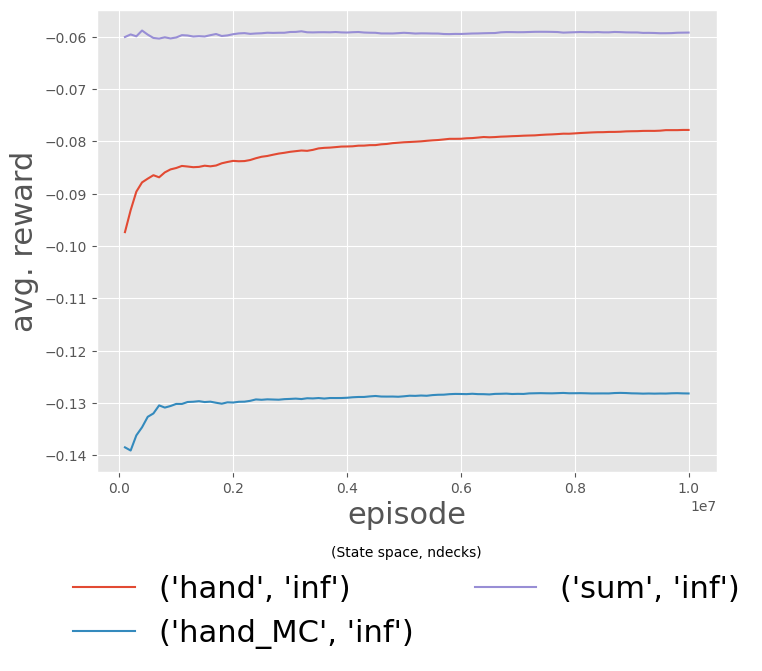 −0.06
−0.07
−0.08
−0.09
−0.10
−0.11
−0.12
−0.13
−0.14
avg. reward
0.0 0.2 0.4 0.6 0.8 1.0
1e7
episode
(State space, ndecks)
('hand', 'inf') ('sum', 'inf')
('hand_MC', 'inf')